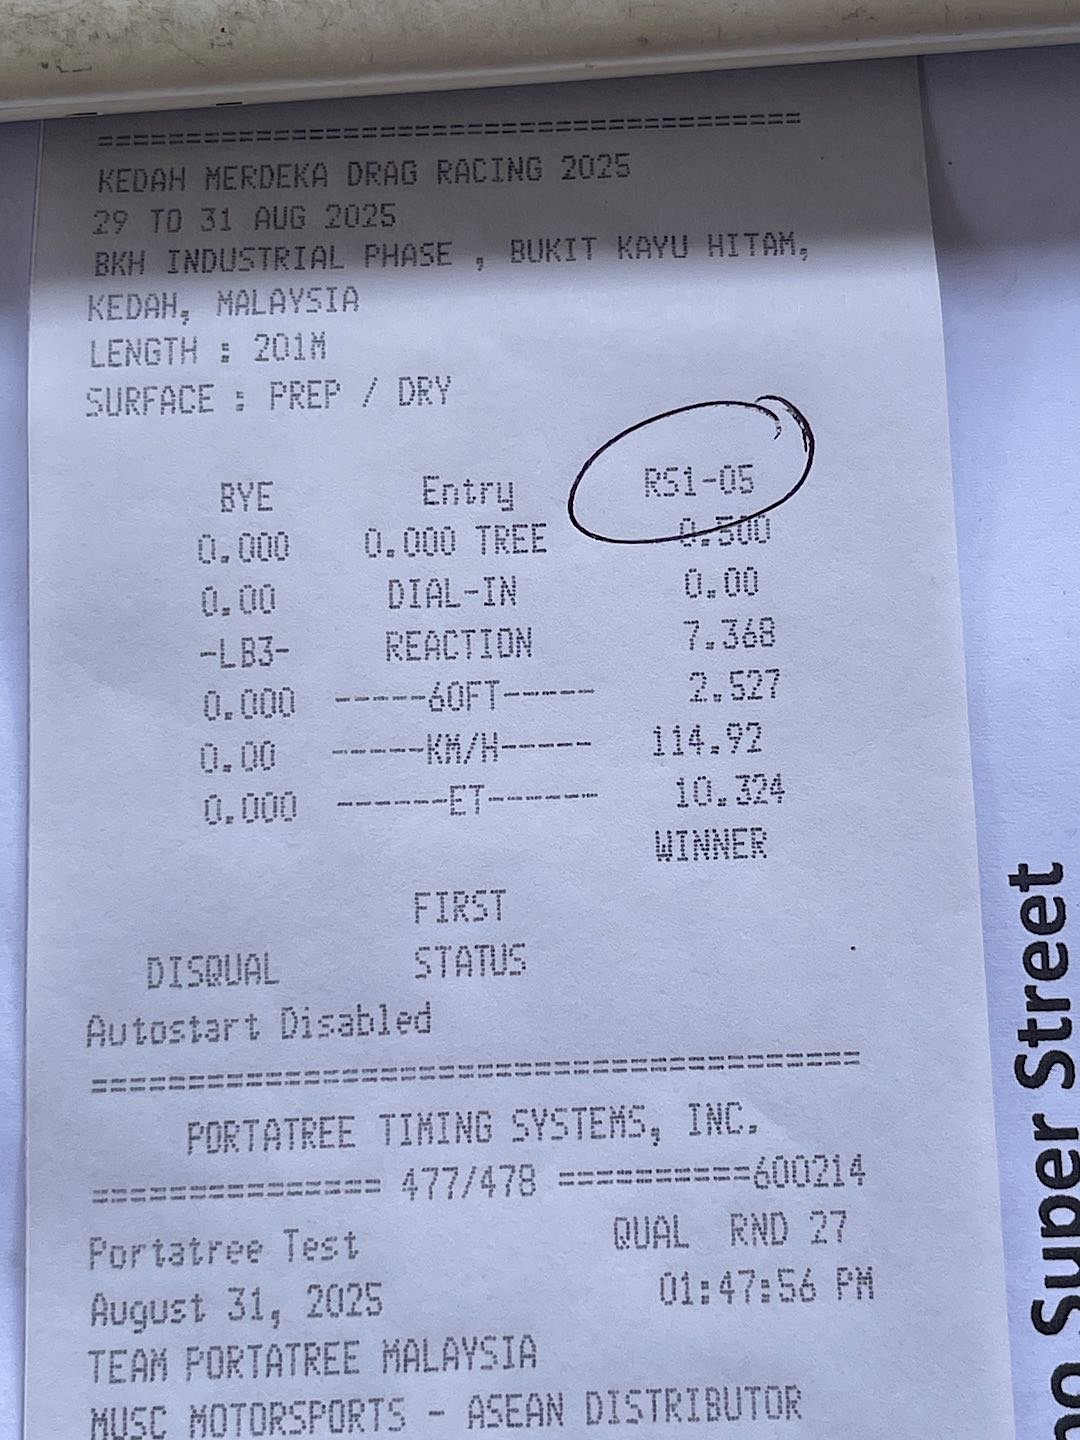 ========================================
KEDAH MERDEKA DRAG RACING 2025
29 TO 31 AUG 2025
BKH INDUSTRIAL PHASE , BUKIT KAYU HITAM,
KEDAH, MALAYSIA
LENGTH : 201M
SURFACE : PREP / DRY
BYE Entry RS1-05
0.000 0.000 TREE 0.500
0.00 DIAL-IN 0.00
-LB3- REACTION 7.368
0.000 -----60FT----- 2.527
0.00 -----KM/H----- 114.92
0.000 ------ET------ 10.324
WINNER
FIRST
DISQUAL STATUS
Autostart Disabled
========================================
PORTATREE TIMING SYSTEMS, INC.
=============== 477/478 ==========600214
Portatree Test QUAL RND 27
August 31, 2025 01:47:56 PM
TEAM PORTATREE MALAYSIA
MUSC MOTORSPORTS - ASEAN DISTRIBUTOR
Super Street